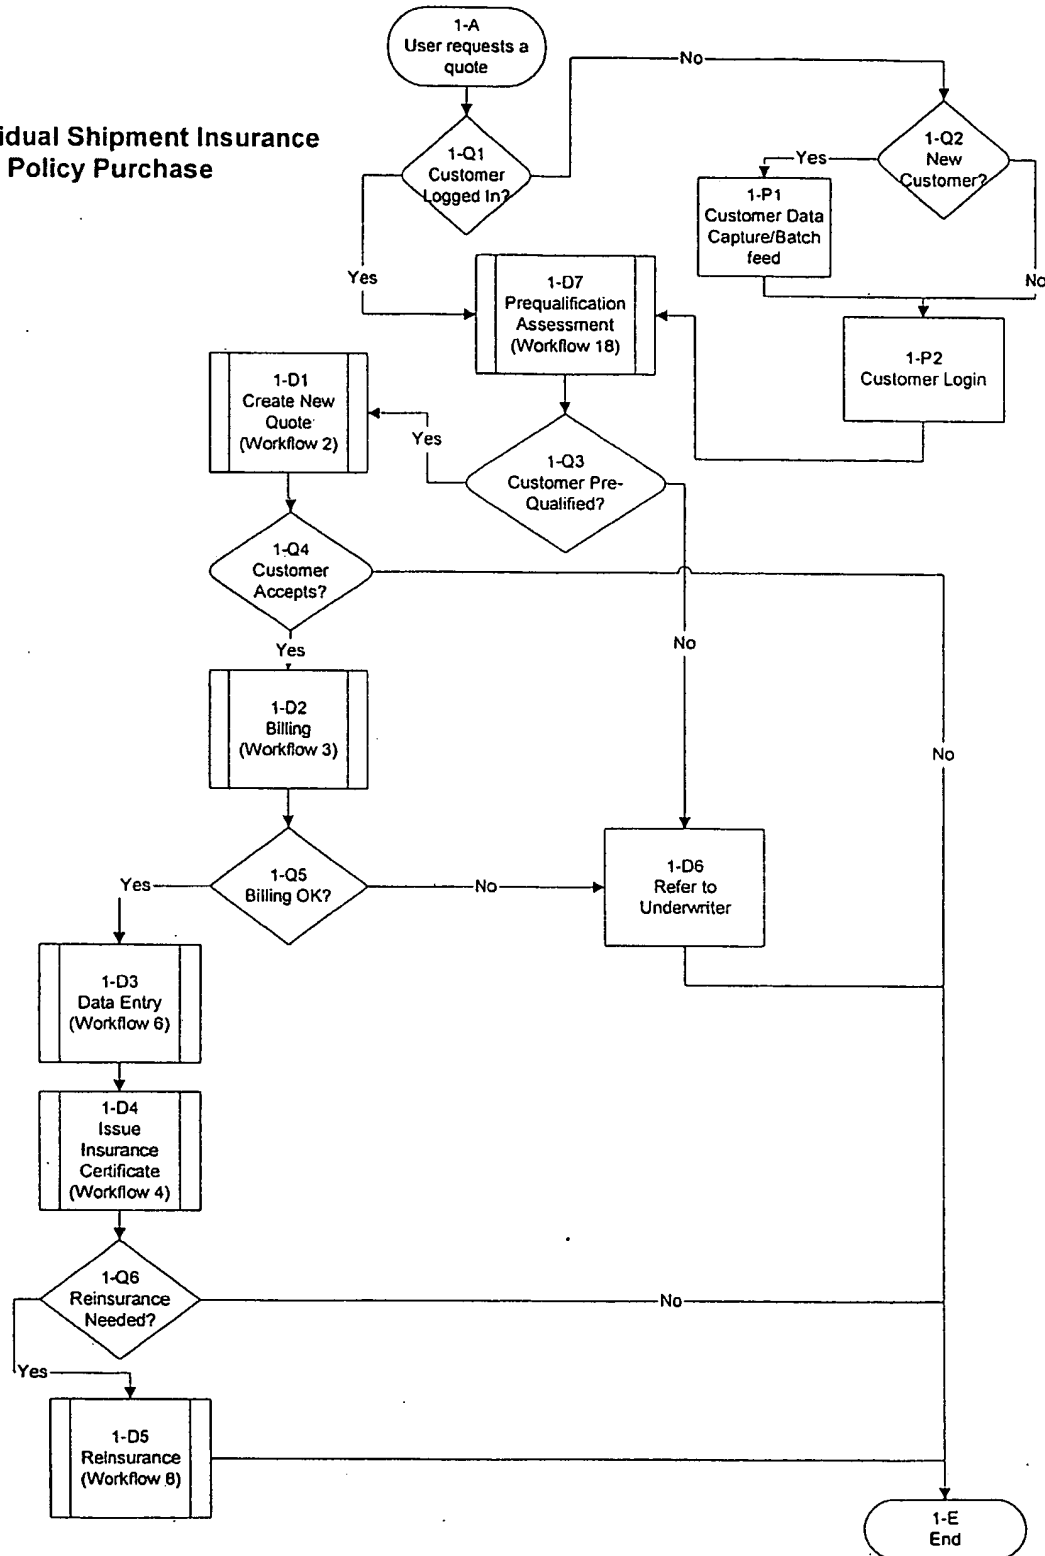 1-A
User requests a
quote
No
idual Shipment Insurance
Policy Purchase
1-Q1
Customer
Logged In?
1-Q2
New
Customer?
Yes
1-P1
Customer Data
Capture/Batch
feed
Yes
No
1-D7
Prequalification
Assessment
(Workflow 18)
1-P2
Customer Login
1-D1
Create New
Quote
(Workflow 2)
Yes
1-Q3
Customer Pre-
Qualified?
1-Q4
Customer
Accepts?
Yes
No
1-D2
Billing
(Workflow 3)
No
1-Q5
Billing OK?
Yes
No
1-D6
Refer to
Underwriter
1-D3
Data Entry
(Workflow 6)
1-D4
Issue
Insurance
Certificate
(Workflow 4)
1-Q6
Reinsurance
Needed?
No
Yes
1-D5
Reinsurance
(Workflow 8)
1-E
End